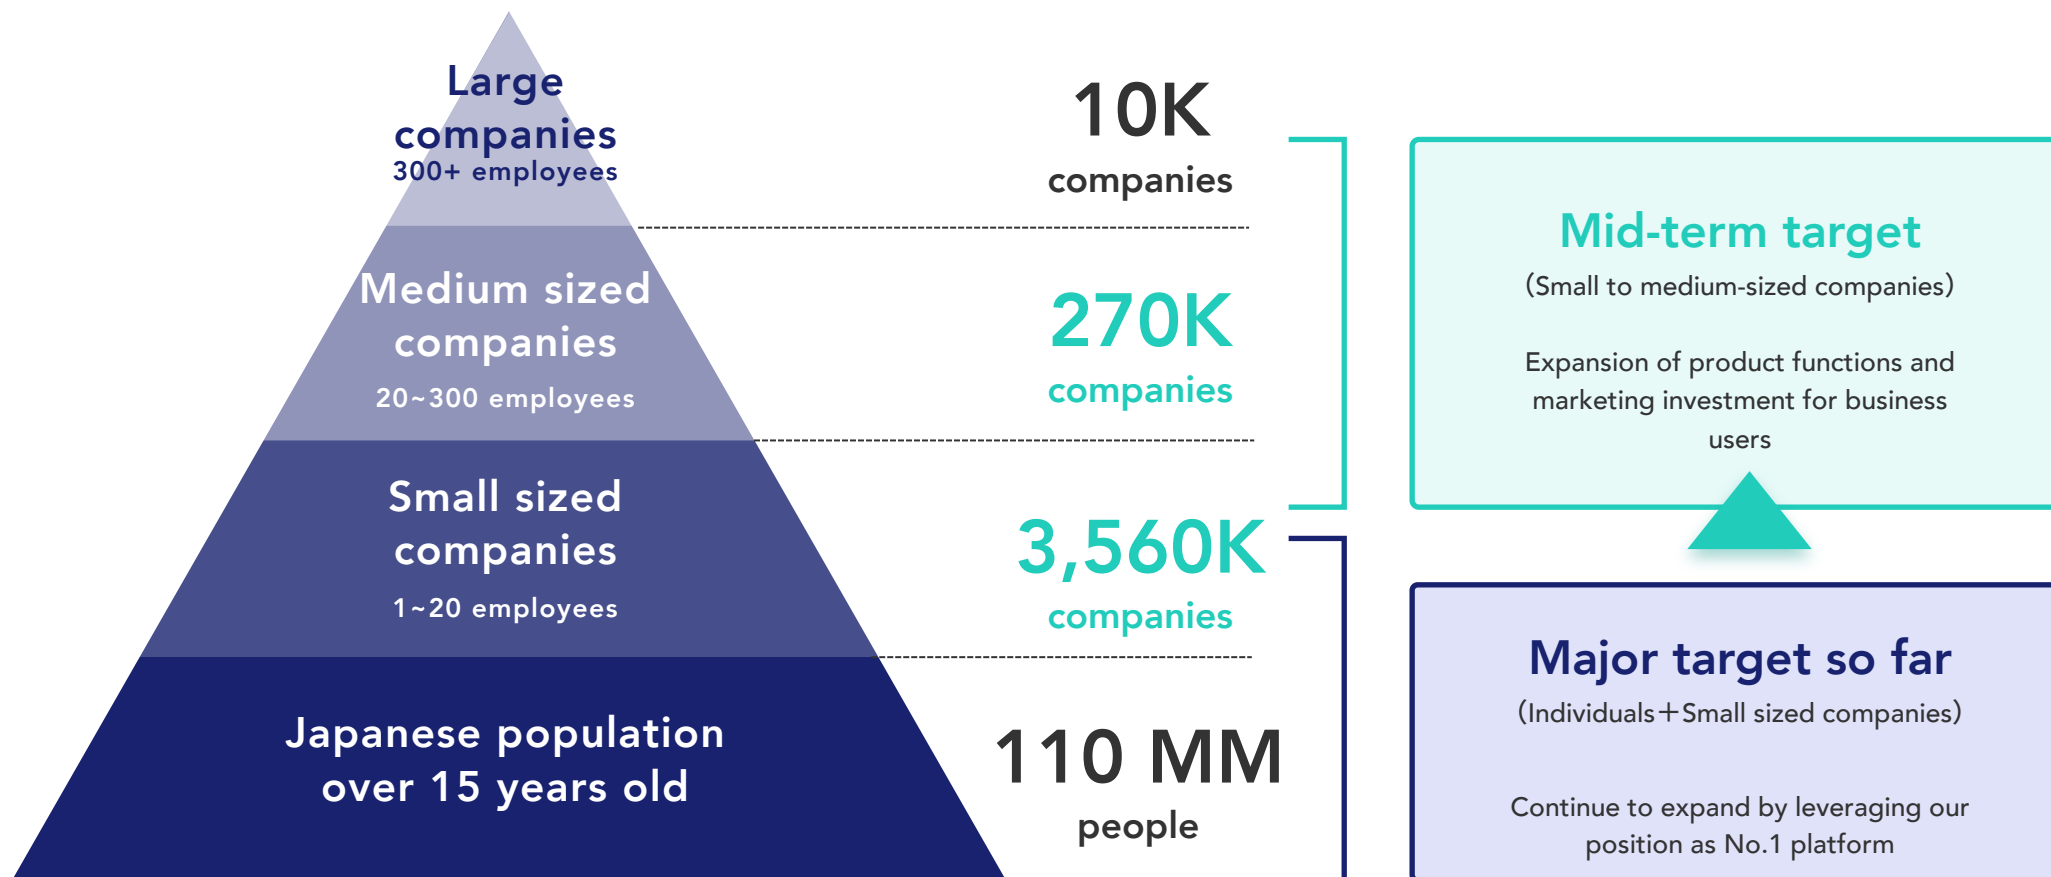 Large
companies
300+ employees
10K
companies
Medium sized
companies
20~300 employees
270K
companies
Small sized
companies
1~20 employees
3,560K
companies
Japanese population
over 15 years old
110 MM
people
Mid-term target
(Small to medium-sized companies)
Expansion of product functions and
marketing investment for business
users
Major target so far
(Individuals＋Small sized companies)
Continue to expand by leveraging our
position as No.1 platform